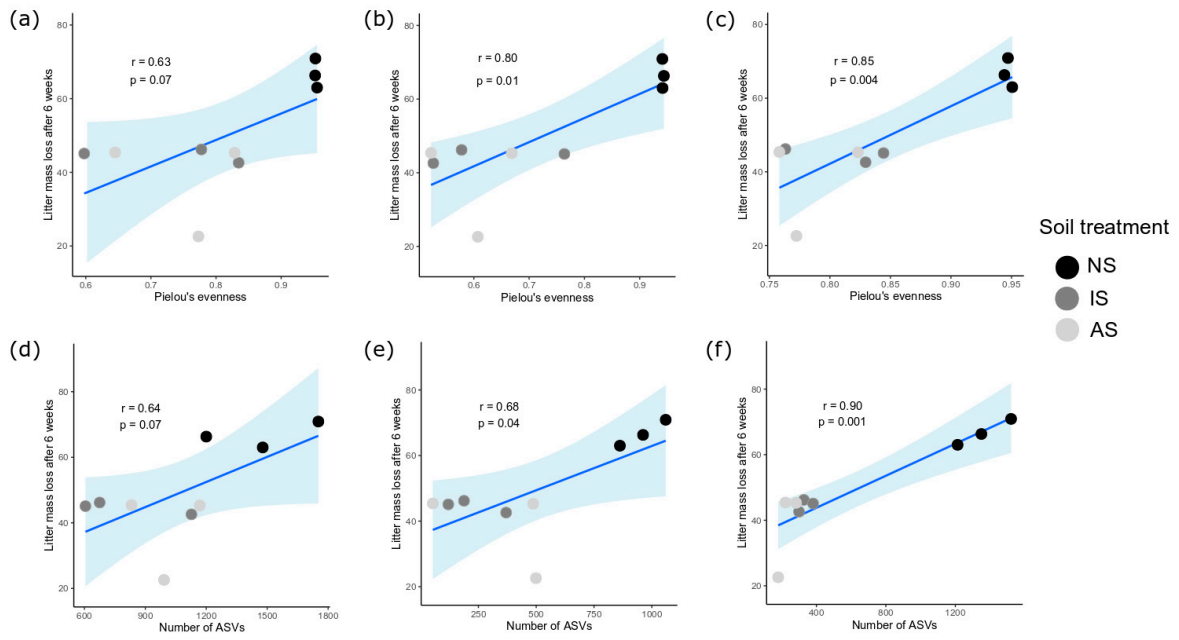 (a)
r = 0.63
p = 0.07
80
60
40
20
Litter mass loss after 6 weeks
0.6 0.7 0.8 0.9
Pielou's evenness
(b)
r = 0.80
p = 0.01
80
60
40
20
Litter mass loss after 6 weeks
0.6 0.7 0.8 0.9
Pielou's evenness
(c)
r = 0.85
p = 0.004
80
60
40
20
Litter mass loss after 6 weeks
0.75 0.80 0.85 0.90 0.95
Pielou's evenness
Soil treatment
NS
IS
AS
(d)
r = 0.64
p = 0.07
80
60
40
20
Litter mass loss after 6 weeks
600 900 1200 1500 1800
Number of ASVs
(e)
r = 0.68
p = 0.04
80
60
40
20
Litter mass loss after 6 weeks
250 500 750 1000
Number of ASVs
(f)
r = 0.90
p = 0.001
80
60
40
20
Litter mass loss after 6 weeks
400 800 1200
Number of ASVs